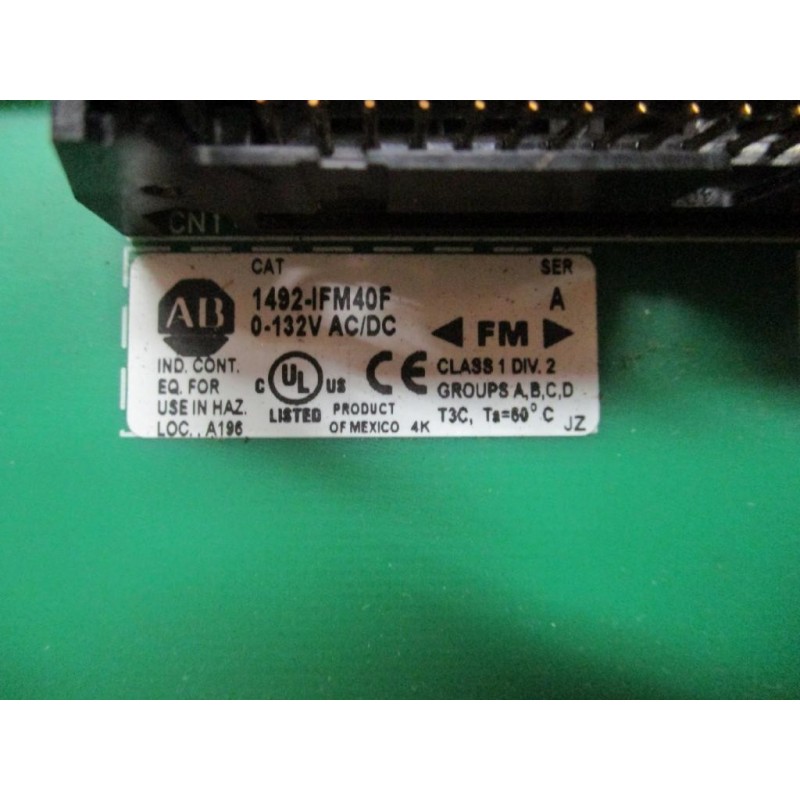 CN1
CAT SER
AB 1492-IFM40F A
0-132V AC/DC FM
IND. CONT. CLASS 1 DIV. 2
EQ. FOR C UL US CE GROUPS A,B,C,D
USE IN HAZ. LISTED PRODUCT T3C, Ta=60° C
LOC., A196 OF MEXICO 4K JZ